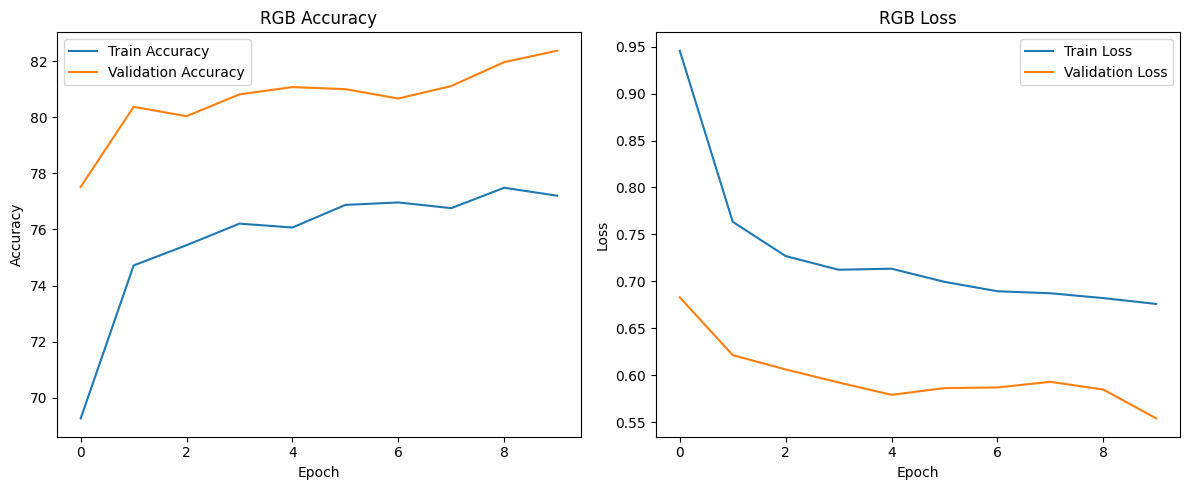 RGB Accuracy
Train Accuracy
Validation Accuracy
82
80
78
76
74
72
70
Accuracy
0 2 4 6 8
Epoch
RGB Loss
Train Loss
Validation Loss
0.95
0.90
0.85
0.80
0.75
0.70
0.65
0.60
0.55
Loss
0 2 4 6 8
Epoch